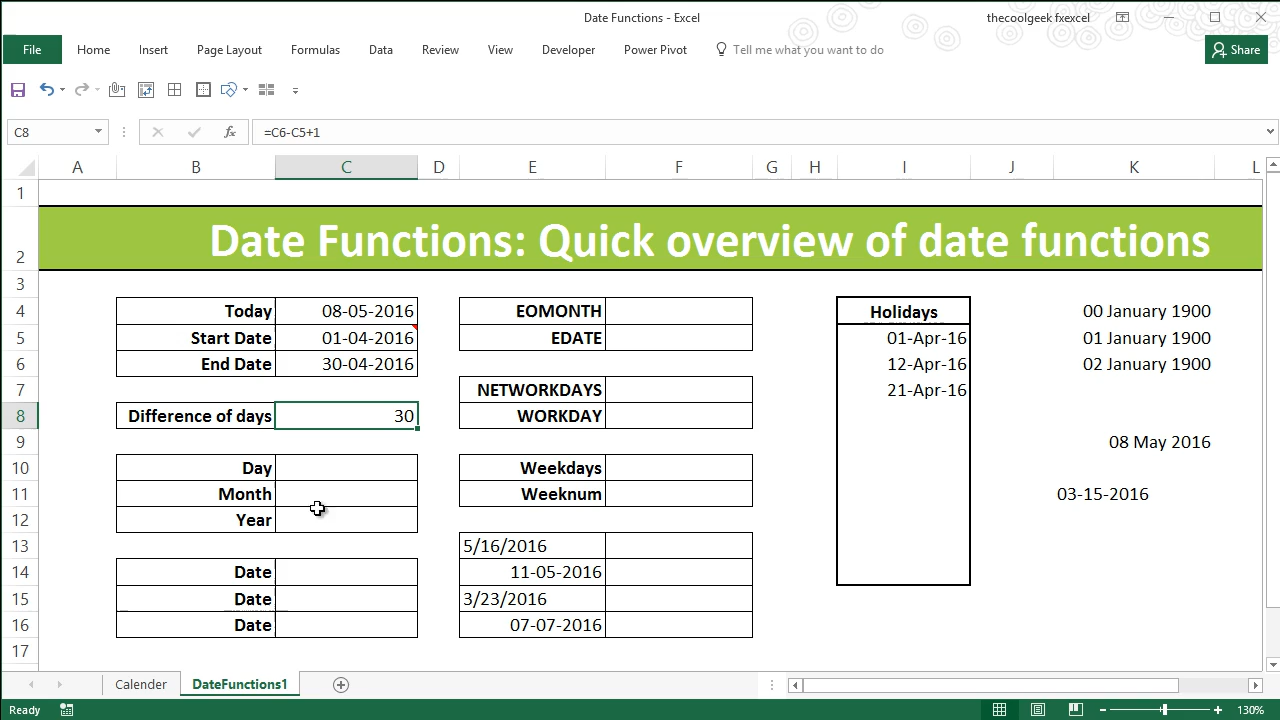 Date Functions - Excel
thecoolgeek fxexcel
File Home Insert Page Layout Formulas Data Review View Developer Power Pivot Tell me what you want to do Share
C8 fx =C6-C5+1
A B C D E F G H I J K L
1
2 Date Functions: Quick overview of date functions
3
4 Today 08-05-2016 EOMONTH Holidays 00 January 1900
5 Start Date 01-04-2016 EDATE 01-Apr-16 01 January 1900
6 End Date 30-04-2016 12-Apr-16 02 January 1900
7 NETWORKDAYS 21-Apr-16
8 Difference of days 30 WORKDAY
9 08 May 2016
10 Day Weekdays
11 Month Weeknum 03-15-2016
12 Year
13 5/16/2016
14 Date 11-05-2016
15 Date 3/23/2016
16 Date 07-07-2016
17
Calender DateFunctions1
Ready 130%